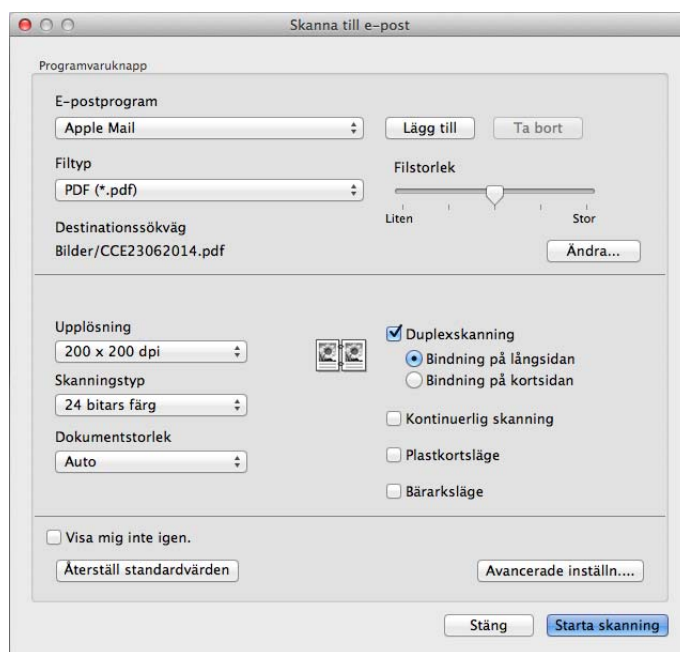 Skanna till e-post
Programvaruknapp
E-postprogram
Apple Mail
Lägg till
Ta bort
Filtyp
PDF (*.pdf)
Filstorlek
Liten
Stor
Destinationssökväg
Bilder/CCE23062014.pdf
Ändra...
Upplösning
200 x 200 dpi
Skanningstyp
24 bitars färg
Dokumentstorlek
Auto
Duplexskanning
Bindning på långsidan
Bindning på kortsidan
Kontinuerlig skanning
Plastkortsläge
Bärarksläge
Visa mig inte igen.
Återställ standardvärden
Avancerade inställn....
Stäng
Starta skanning